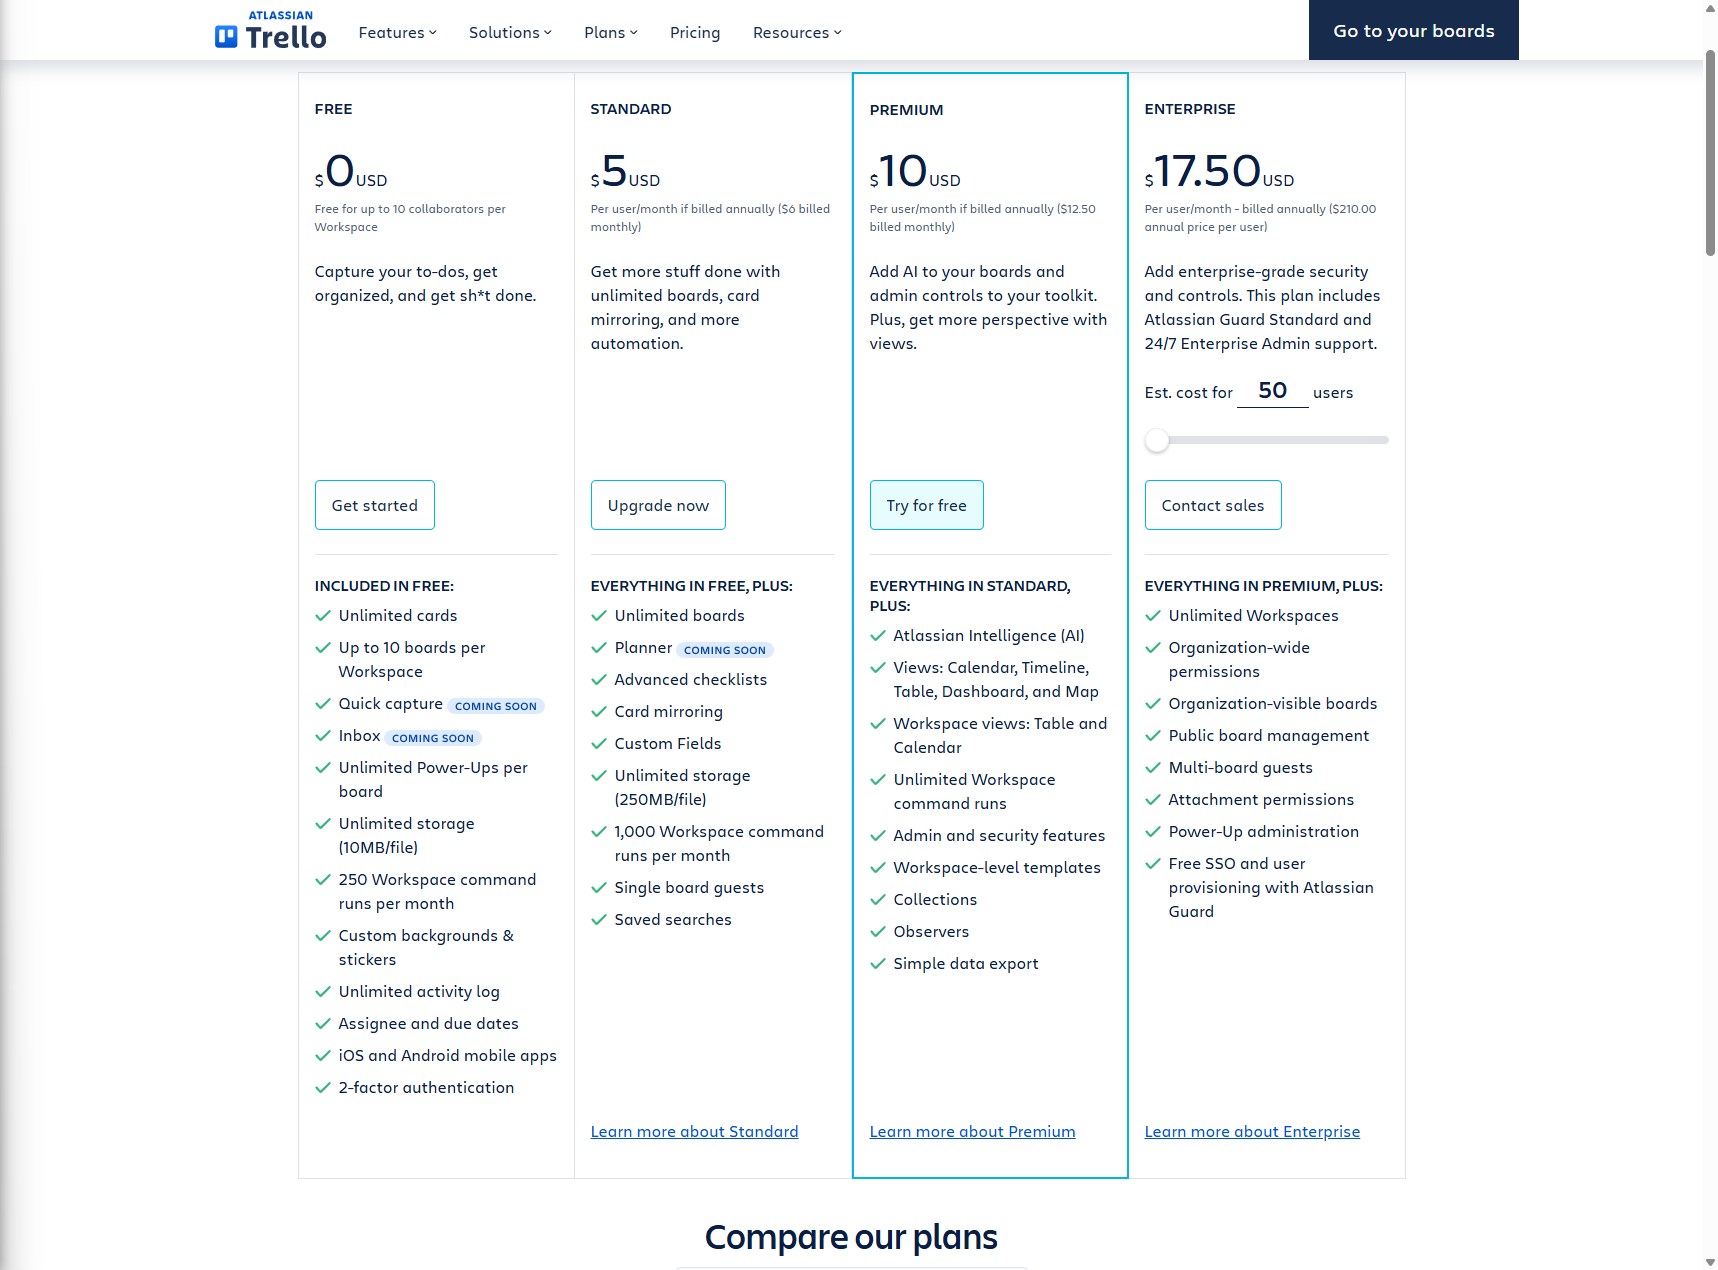 ATLASSIAN
Trello
Features
Solutions
Plans
Pricing
Resources
Go to your boards
FREE
$0USD
Free for up to 10 collaborators per
Workspace
Capture your to-dos, get
organized, and get sh*t done.
Get started
INCLUDED IN FREE:
Unlimited cards
Up to 10 boards per
Workspace
Quick capture COMING SOON
Inbox COMING SOON
Unlimited Power-Ups per
board
Unlimited storage
(10MB/file)
250 Workspace command
runs per month
Custom backgrounds &
stickers
Unlimited activity log
Assignee and due dates
iOS and Android mobile apps
2-factor authentication
STANDARD
$5USD
Per user/month if billed annually ($6 billed
monthly)
Get more stuff done with
unlimited boards, card
mirroring, and more
automation.
Upgrade now
EVERYTHING IN FREE, PLUS:
Unlimited boards
Planner COMING SOON
Advanced checklists
Card mirroring
Custom Fields
Unlimited storage
(250MB/file)
1,000 Workspace command
runs per month
Single board guests
Saved searches
Learn more about Standard
PREMIUM
$10USD
Per user/month if billed annually ($12.50
billed monthly)
Add AI to your boards and
admin controls to your toolkit.
Plus, get more perspective with
views.
Try for free
EVERYTHING IN STANDARD,
PLUS:
Atlassian Intelligence (AI)
Views: Calendar, Timeline,
Table, Dashboard, and Map
Workspace views: Table and
Calendar
Unlimited Workspace
command runs
Admin and security features
Workspace-level templates
Collections
Observers
Simple data export
Learn more about Premium
ENTERPRISE
$17.50USD
Per user/month - billed annually ($210.00
annual price per user)
Add enterprise-grade security
and controls. This plan includes
Atlassian Guard Standard and
24/7 Enterprise Admin support.
Est. cost for 50 users
Contact sales
EVERYTHING IN PREMIUM, PLUS:
Unlimited Workspaces
Organization-wide
permissions
Organization-visible boards
Public board management
Multi-board guests
Attachment permissions
Power-Up administration
Free SSO and user
provisioning with Atlassian
Guard
Learn more about Enterprise
Compare our plans